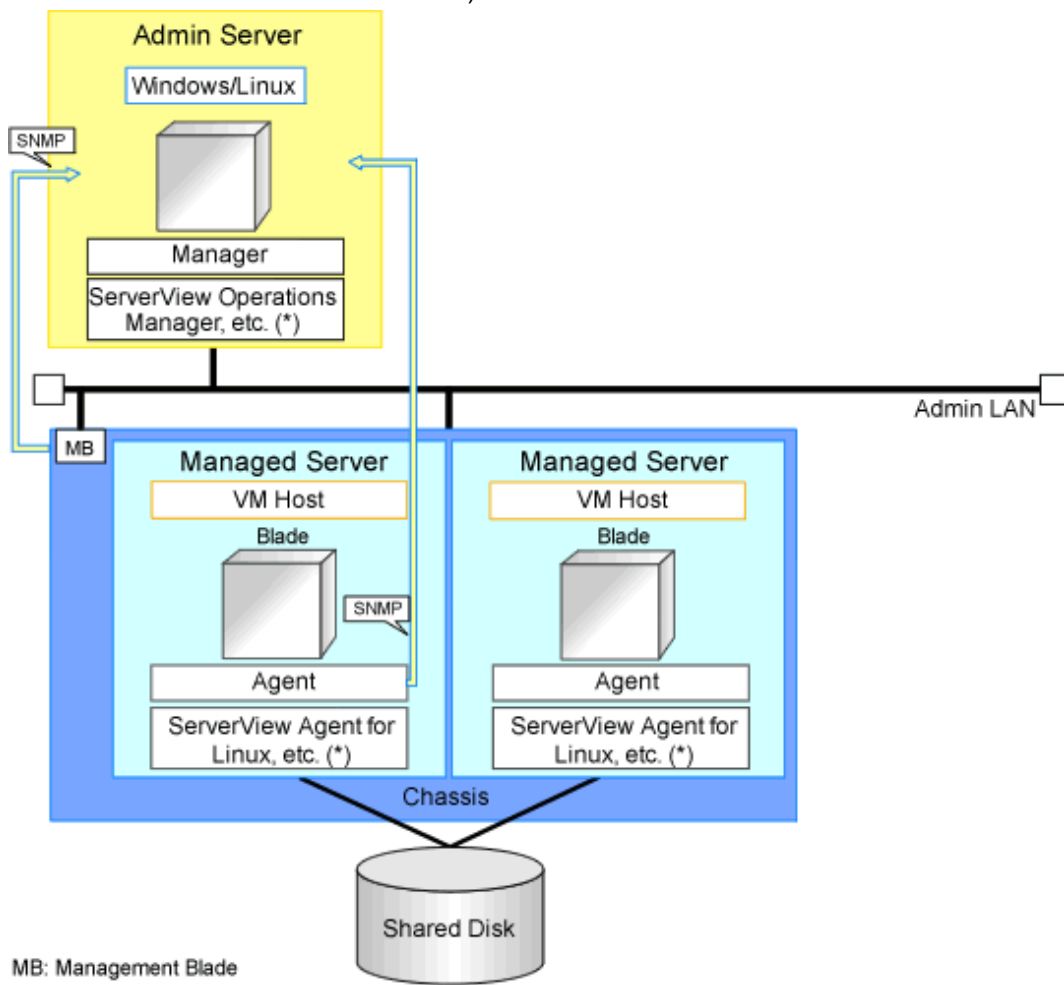 )
Admin Server
Windows/Linux
SNMP
Manager
ServerView Operations
Manager, etc. (*)
Admin LAN
MB
Managed Server
VM Host
Blade
SNMP
Agent
ServerView Agent for
Linux, etc. (*)
Managed Server
VM Host
Blade
Agent
ServerView Agent for
Linux, etc. (*)
Chassis
Shared Disk
MB: Management Blade